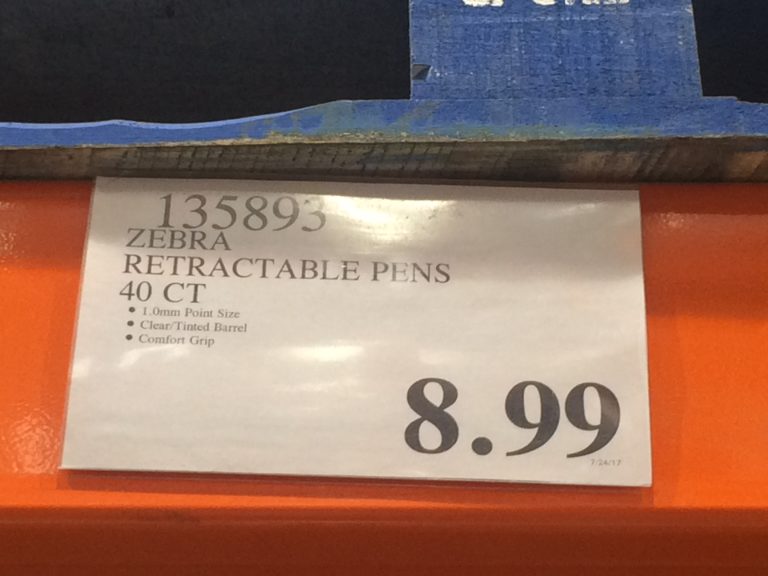 135893
ZEBRA
RETRACTABLE PENS
40 CT
• 1.0mm Point Size
• Clear/Tinted Barrel
• Comfort Grip
8.99
7/24/17